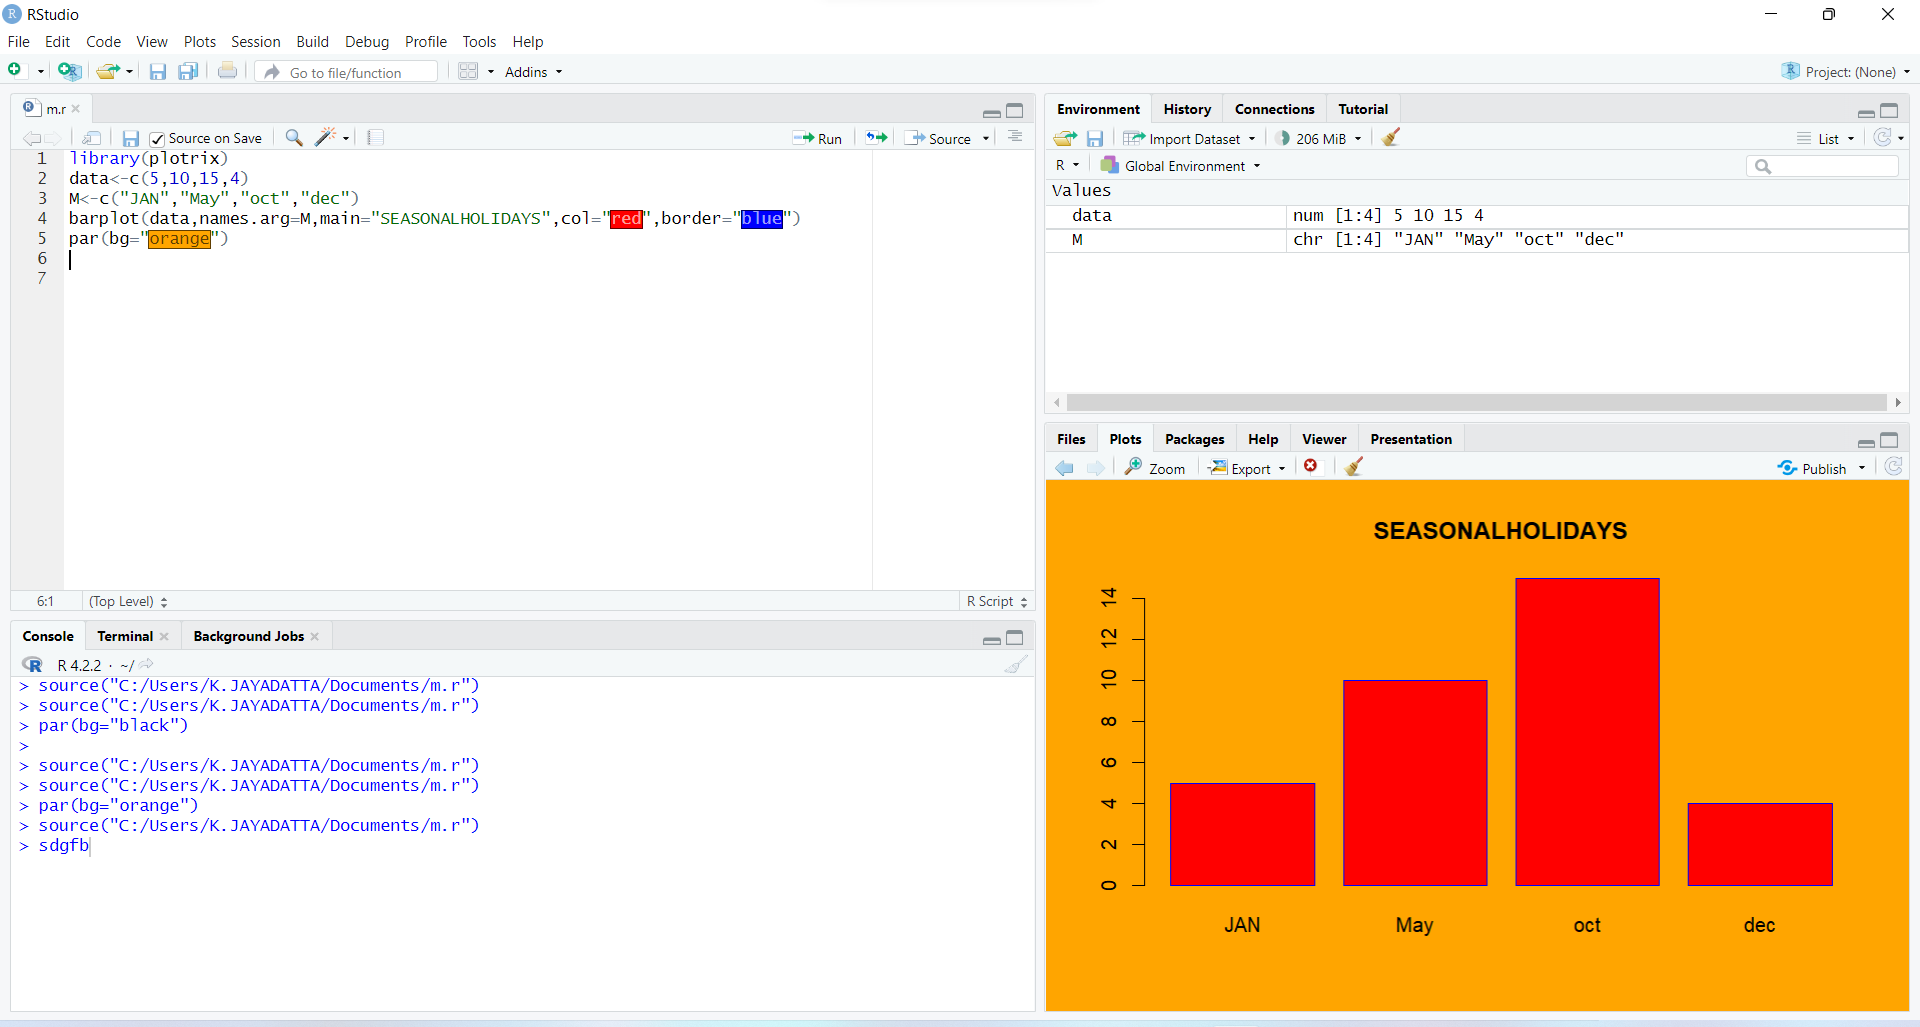 RStudio
File Edit Code View Plots Session Build Debug Profile Tools Help
Go to file/function Addins Project: (None)
m.r
Source on Save Run Source
1 library(plotrix)
2 data<-c(5,10,15,4)
3 M<-c("JAN","May","oct","dec")
4 barplot(data,names.arg=M,main="SEASONALHOLIDAYS",col="red",border="blue")
5 par(bg="orange")
6
7
6:1 (Top Level) R Script
Console Terminal Background Jobs
R 4.2.2 · ~/
> source("C:/Users/K.JAYADATTA/Documents/m.r")
> source("C:/Users/K.JAYADATTA/Documents/m.r")
> par(bg="black")
>
> source("C:/Users/K.JAYADATTA/Documents/m.r")
> source("C:/Users/K.JAYADATTA/Documents/m.r")
> par(bg="orange")
> source("C:/Users/K.JAYADATTA/Documents/m.r")
> sdgfb
Environment History Connections Tutorial
Import Dataset 206 MiB List
R Global Environment
Values
data num [1:4] 5 10 15 4
M chr [1:4] "JAN" "May" "oct" "dec"
Files Plots Packages Help Viewer Presentation
Zoom Export Publish
SEASONALHOLIDAYS
14
12
10
8
6
4
2
0
JAN May oct dec